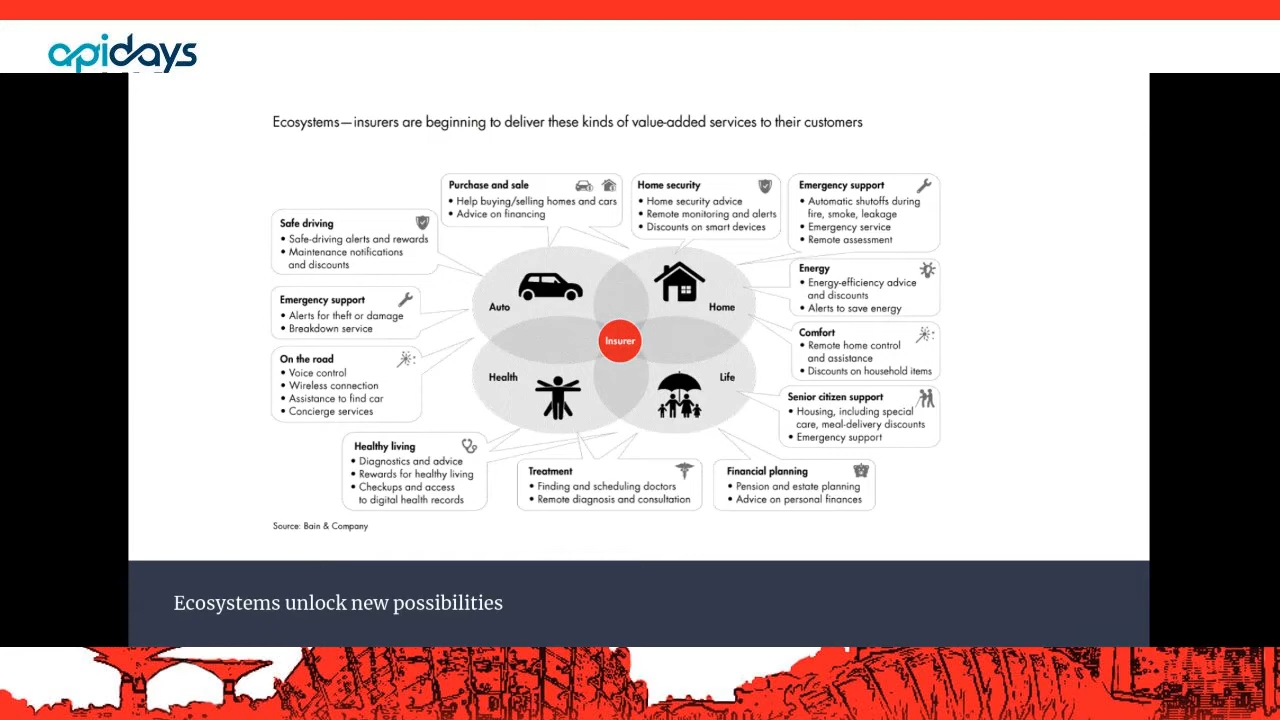 apidays
Ecosystems—insurers are beginning to deliver these kinds of value-added services to their customers
Purchase and sale
• Help buying/selling homes and cars
• Advice on financing
Home security
• Home security advice
• Remote monitoring and alerts
• Discounts on smart devices
Emergency support
• Automatic shutoffs during
fire, smoke, leakage
• Emergency service
• Remote assessment
Safe driving
• Safe-driving alerts and rewards
• Maintenance notifications
and discounts
Energy
• Energy-efficiency advice
and discounts
• Alerts to save energy
Emergency support
• Alerts for theft or damage
• Breakdown service
Auto
Home
Insurer
Comfort
• Remote home control
and assistance
• Discounts on household items
On the road
• Voice control
• Wireless connection
• Assistance to find car
• Concierge services
Health
Life
Senior citizen support
• Housing, including special
care, meal-delivery discounts
• Emergency support
Healthy living
• Diagnostics and advice
• Rewards for healthy living
• Checkups and access
to digital health records
Treatment
• Finding and scheduling doctors
• Remote diagnosis and consultation
Financial planning
• Pension and estate planning
• Advice on personal finances
Source: Bain & Company
Ecosystems unlock new possibilities